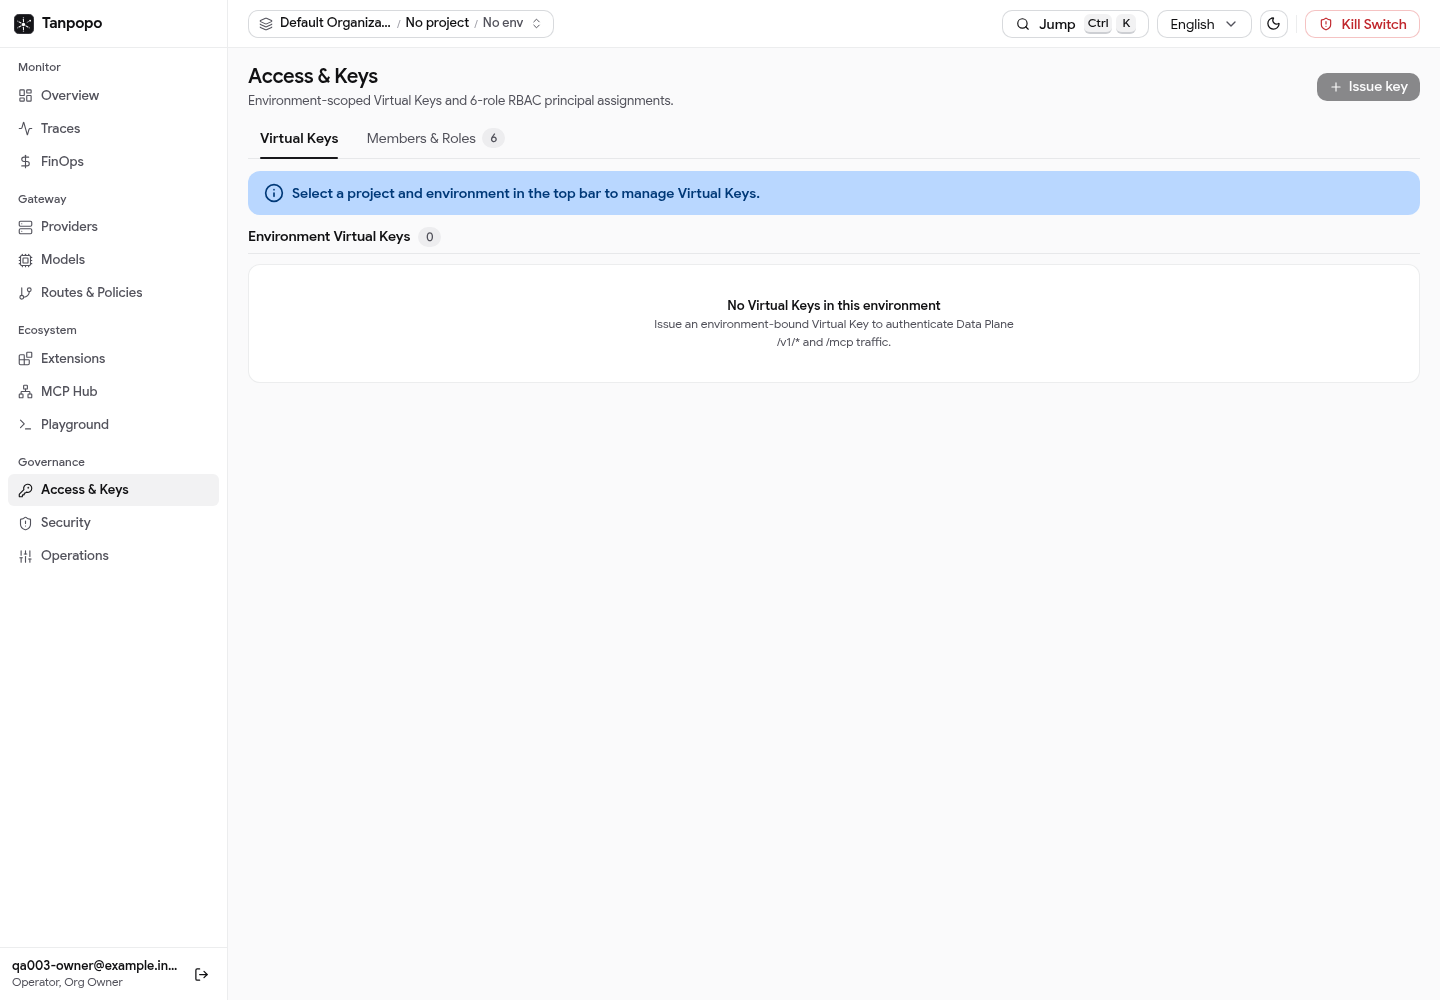 Tanpopo
Default Organiza... / No project / No env
Jump Ctrl K
English
Kill Switch
Monitor
Overview
Traces
FinOps
Gateway
Providers
Models
Routes & Policies
Ecosystem
Extensions
MCP Hub
Playground
Governance
Access & Keys
Security
Operations
qa003-owner@example.in...
Operator, Org Owner
Access & Keys
Environment-scoped Virtual Keys and 6-role RBAC principal assignments.
Issue key
Virtual Keys
Members & Roles 6
Select a project and environment in the top bar to manage Virtual Keys.
Environment Virtual Keys 0
No Virtual Keys in this environment
Issue an environment-bound Virtual Key to authenticate Data Plane
/v1/* and /mcp traffic.